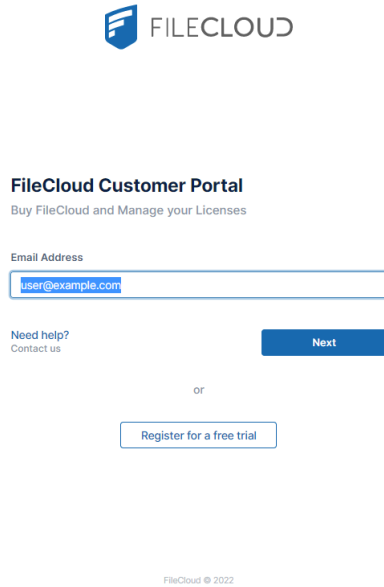 FILECLOUD
FileCloud Customer Portal
Buy FileCloud and Manage your Licenses
Email Address
user@example.com
Need help?
Contact us
Next
or
Register for a free trial
FileCloud © 2022